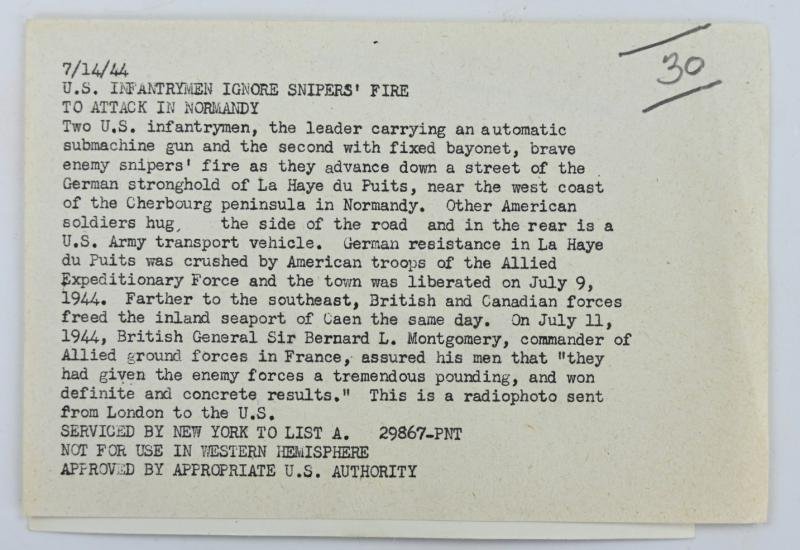 30
7/14/44
U.S. INFANTRYMEN IGNORE SNIPERS' FIRE
TO ATTACK IN NORMANDY
Two U.S. infantrymen, the leader carrying an automatic
submachine gun and the second with fixed bayonet, brave
enemy snipers' fire as they advance down a street of the
German stronghold of La Haye du Puits, near the west coast
of the Cherbourg peninsula in Normandy. Other American
soldiers hug, the side of the road and in the rear is a
U.S. Army transport vehicle. German resistance in La Haye
du Puits was crushed by American troops of the Allied
Expeditionary Force and the town was liberated on July 9,
1944. Farther to the southeast, British and Canadian forces
freed the inland seaport of Caen the same day. On July 11,
1944, British General Sir Bernard L. Montgomery, commander of
Allied ground forces in France, assured his men that "they
had given the enemy forces a tremendous pounding, and won
definite and concrete results." This is a radiophoto sent
from London to the U.S.
SERVICED BY NEW YORK TO LIST A. 29867-PNT
NOT FOR USE IN WESTERN HEMISPHERE
APPROVED BY APPROPRIATE U.S. AUTHORITY